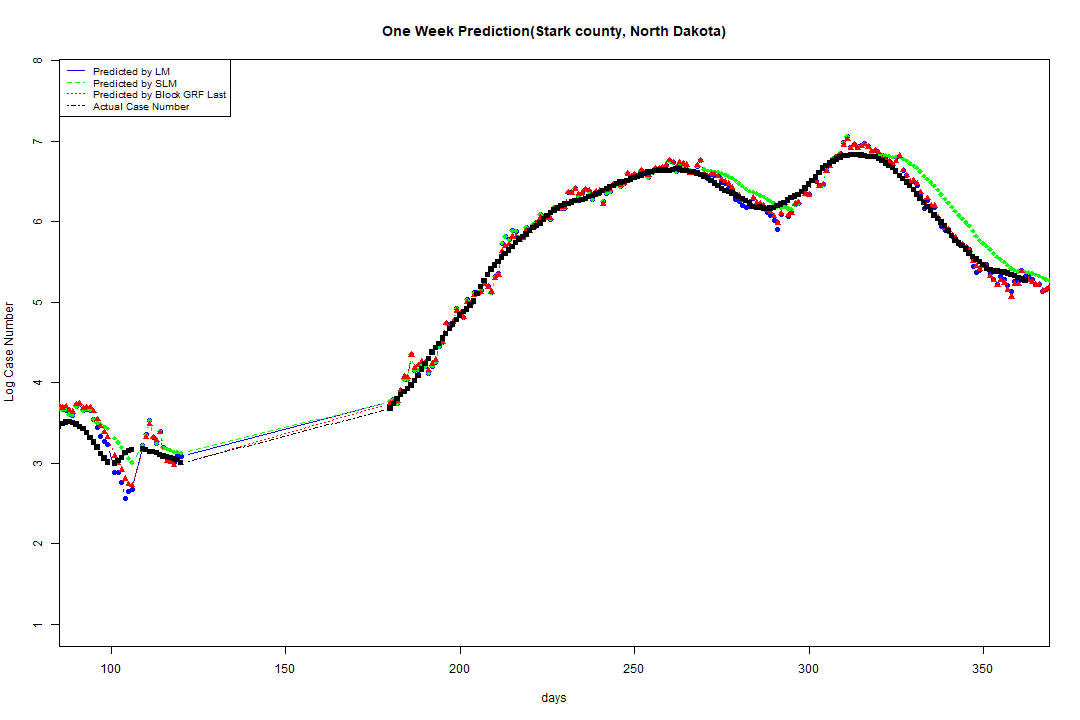 One Week Prediction(Stark county, North Dakota)
Predicted by LM
Predicted by SLM
Predicted by Block GRF Last
Actual Case Number
8
7
6
5
4
3
2
1
Log Case Number
100 150 200 250 300 350
days